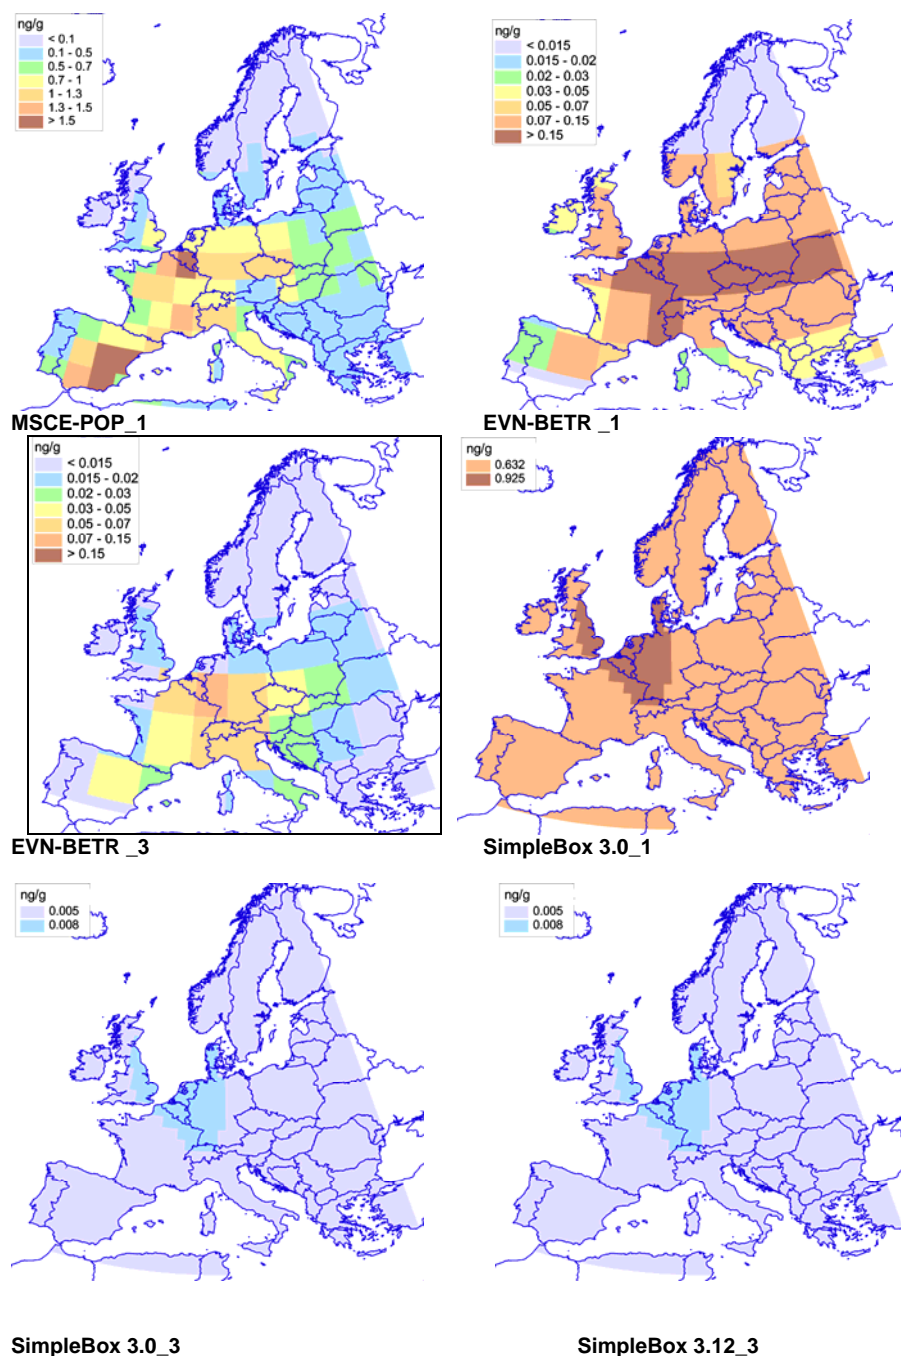 ng/g
< 0.1
0.1 - 0.5
0.5 - 0.7
0.7 - 1
1 - 1.3
1.3 - 1.5
> 1.5
MSCE-POP_1
ng/g
< 0.015
0.015 - 0.02
0.02 - 0.03
0.03 - 0.05
0.05 - 0.07
0.07 - 0.15
> 0.15
EVN-BETR _1
ng/g
< 0.015
0.015 - 0.02
0.02 - 0.03
0.03 - 0.05
0.05 - 0.07
0.07 - 0.15
> 0.15
EVN-BETR _3
ng/g
0.632
0.925
SimpleBox 3.0_1
ng/g
0.005
0.008
SimpleBox 3.0_3
ng/g
0.005
0.008
SimpleBox 3.12_3